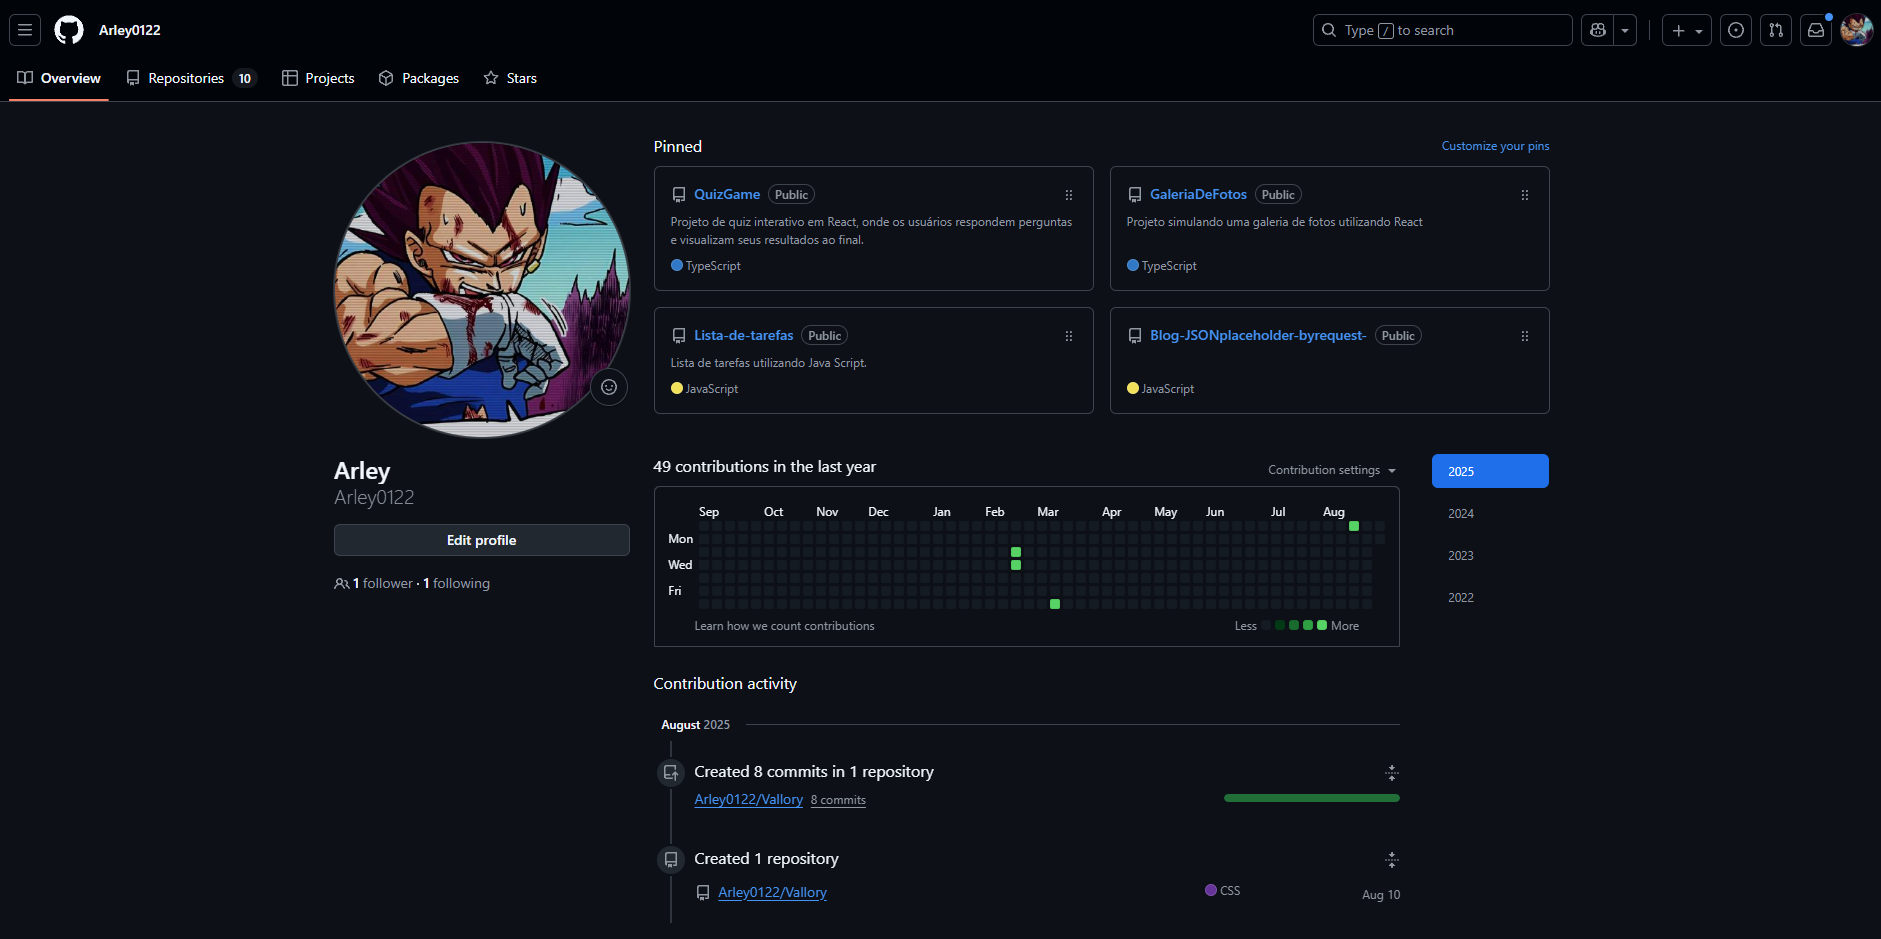 Arley0122
Type / to search
Overview
Repositories 10
Projects
Packages
Stars
Pinned
Customize your pins
QuizGame Public
Projeto de quiz interativo em React, onde os usuários respondem perguntas
e visualizam seus resultados ao final.
TypeScript
GaleriaDeFotos Public
Projeto simulando uma galeria de fotos utilizando React
TypeScript
Lista-de-tarefas Public
Lista de tarefas utilizando Java Script.
JavaScript
Blog-JSONplaceholder-byrequest- Public
JavaScript
Arley
Arley0122
Edit profile
1 follower · 1 following
49 contributions in the last year
Contribution settings
2025
2024
2023
2022
Sep Oct Nov Dec Jan Feb Mar Apr May Jun Jul Aug
Mon
Wed
Fri
Learn how we count contributions
Less More
Contribution activity
August 2025
Created 8 commits in 1 repository
Arley0122/Vallory 8 commits
Created 1 repository
Arley0122/Vallory
CSS
Aug 10